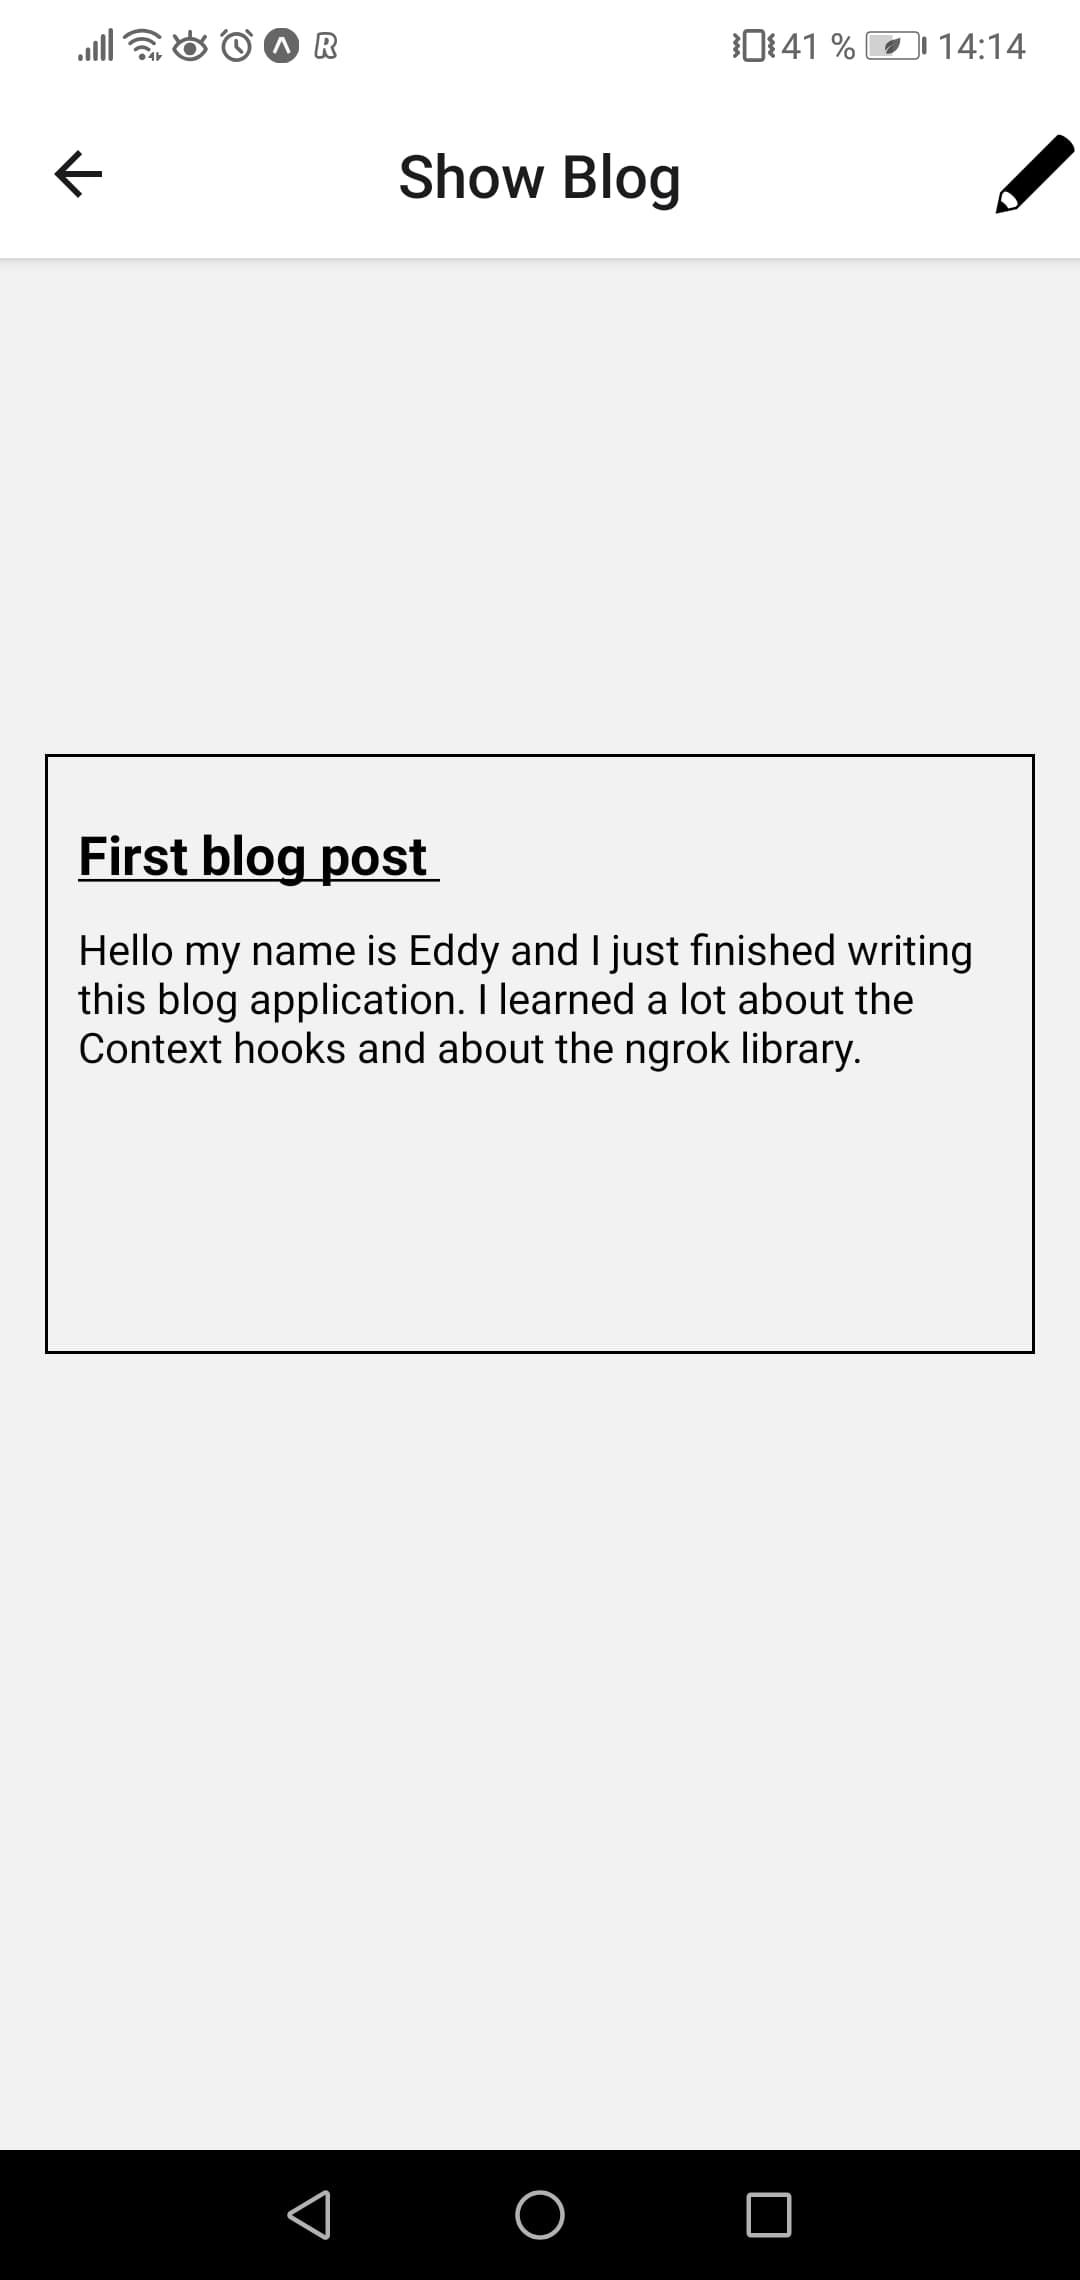 41 % 14:14
Show Blog
First blog post
Hello my name is Eddy and I just finished writing
this blog application. I learned a lot about the
Context hooks and about the ngrok library.